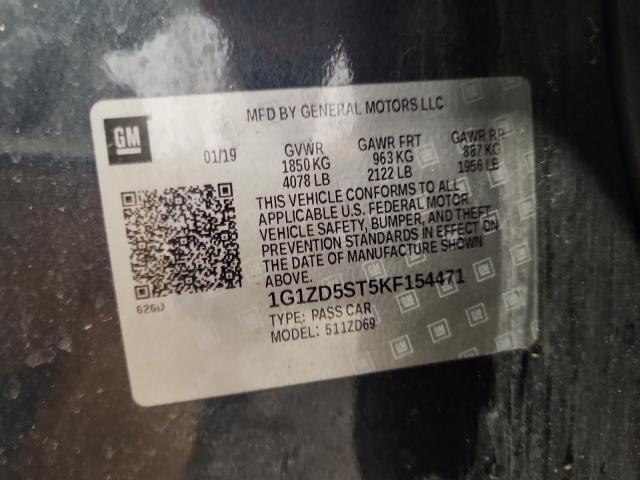 MFD BY GENERAL MOTORS LLC
GM
01/19
GVWR
1850 KG
4078 LB
GAWR FRT
963 KG
2122 LB
GAWR RR
887 KG
1956 LB
THIS VEHICLE CONFORMS TO ALL
APPLICABLE U.S. FEDERAL MOTOR
VEHICLE SAFETY, BUMPER, AND THEFT
PREVENTION STANDARDS IN EFFECT ON
THE DATE OF MANUFACTURE SHOWN
ABOVE.
1G1ZD5ST5KF154471
TYPE: PASS CAR
MODEL: 511ZD69